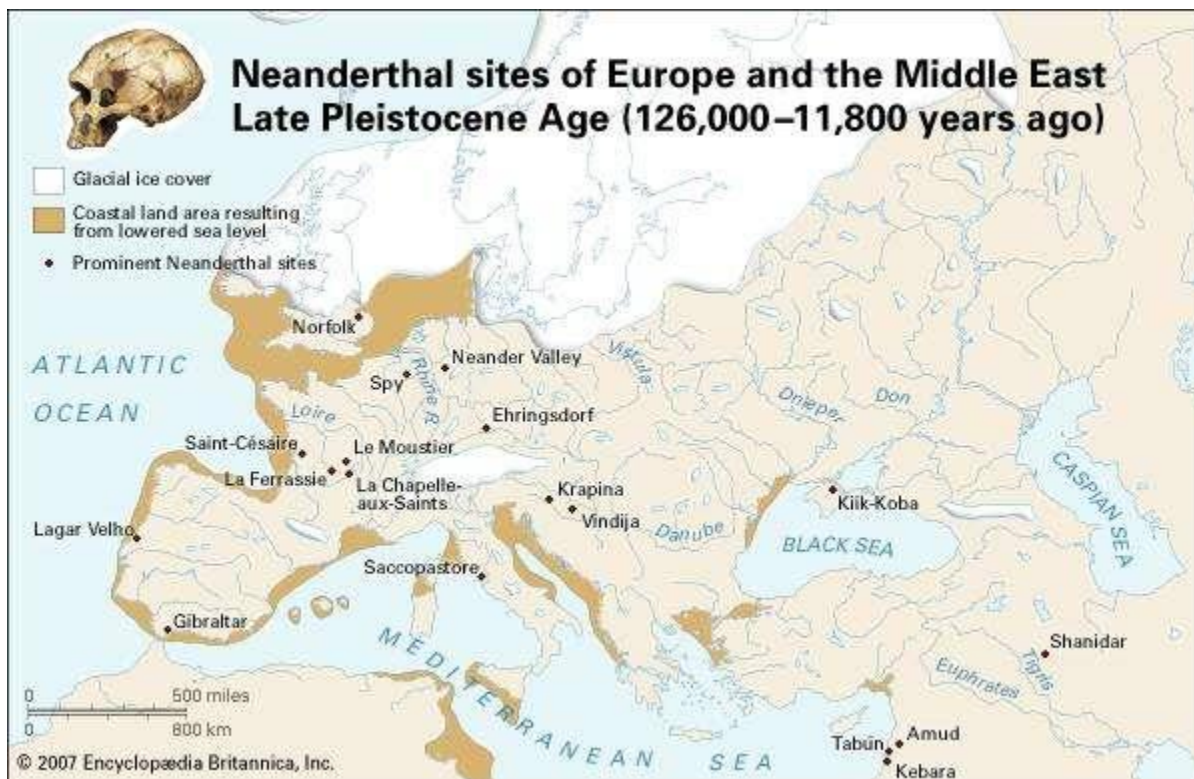 Neanderthal sites of Europe and the Middle East
Late Pleistocene Age (126,000–11,800 years ago)
Glacial ice cover
Coastal land area resulting
from lowered sea level
Prominent Neanderthal sites
Norfolk
ATLANTIC
OCEAN
Spy
Rhine R.
Neander Valley
Vistula
Dnieper
Don
Loire
Ehringsdorf
Saint-Césaire
Le Moustier
La Ferrassie
La Chapelle-
aux-Saints
Krapina
Vindija
Danube
Kiik-Koba
CASPIAN SEA
BLACK SEA
Lagar Velho
Saccopastore
Gibraltar
MEDITERRANEAN SEA
Shanidar
Tigris
Euphrates
0 500 miles
0 800 km
Tabūn
Amud
Kebara
© 2007 Encyclopædia Britannica, Inc.